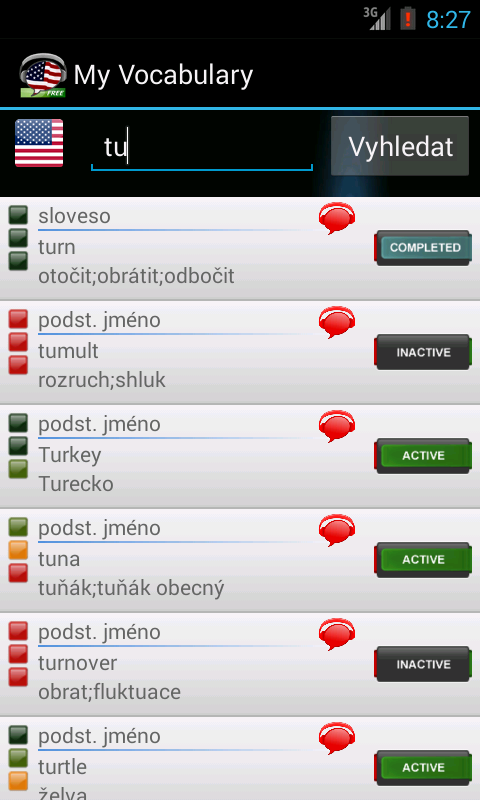 3G 8:27
FREE
My Vocabulary
tu
Vyhledat
sloveso
turn
otočit;obrátit;odbočit
COMPLETED
podst. jméno
tumult
rozruch;shluk
INACTIVE
podst. jméno
Turkey
Turecko
ACTIVE
podst. jméno
tuna
tuňák;tuňák obecný
ACTIVE
podst. jméno
turnover
obrat;fluktuace
INACTIVE
podst. jméno
turtle
želva
ACTIVE